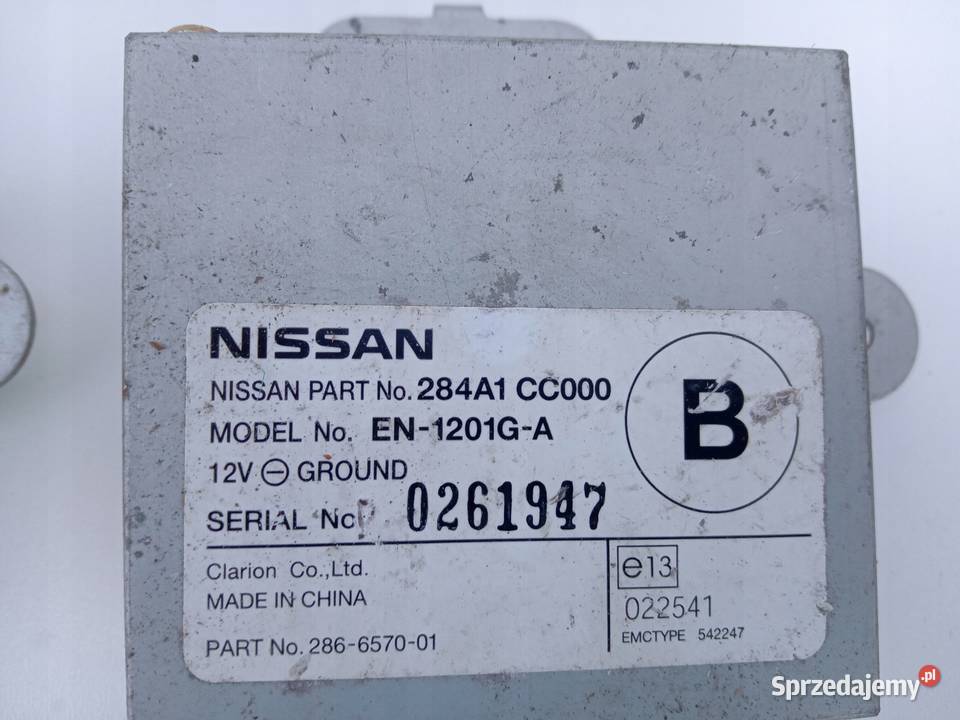 NISSAN
NISSAN PART No. 284A1 CC000
MODEL No. EN-1201G-A
B
12V ⊖ GROUND
SERIAL No. 0261947
Clarion Co.,Ltd.
MADE IN CHINA
PART No. 286-6570-01
e13
022541
EMCTYPE 542247
Sprzedajemy.pl